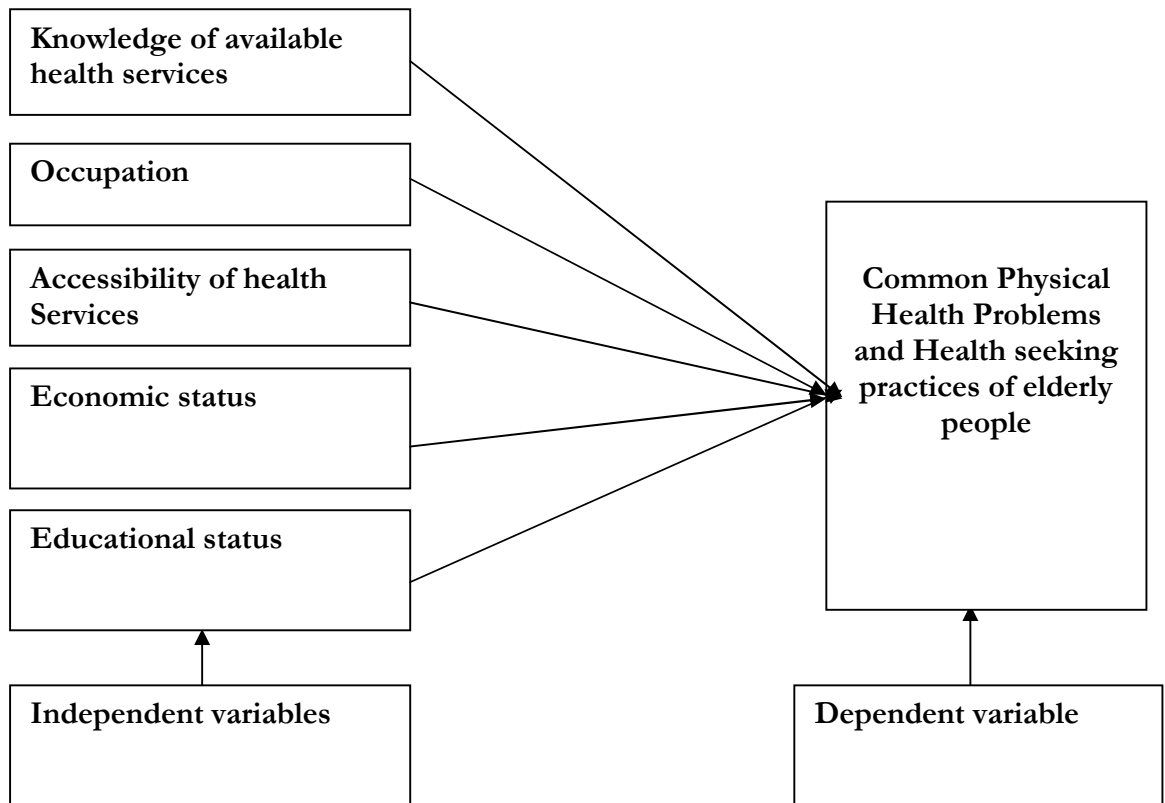 Knowledge of available
health services
Occupation
Accessibility of health
Services
Economic status
Educational status
Common Physical
Health Problems
and Health seeking
practices of elderly
people
Independent variables
Dependent variable